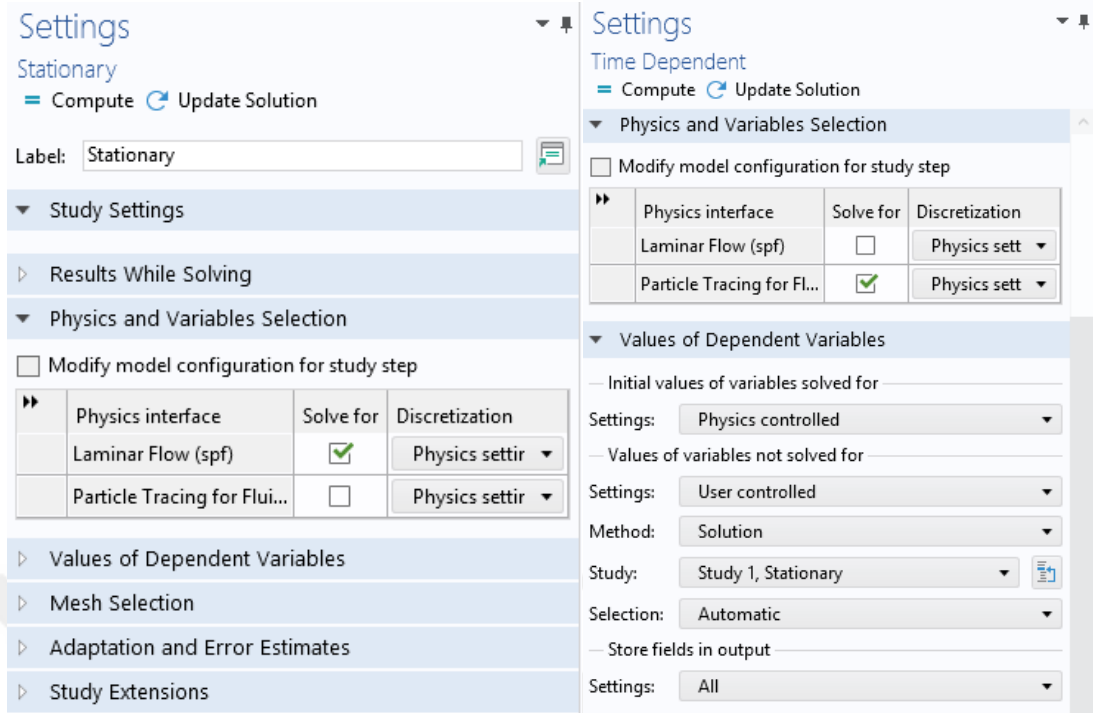 Settings
Stationary
= Compute Update Solution
Label: Stationary
Study Settings
Results While Solving
Physics and Variables Selection
Modify model configuration for study step
Physics interface Solve for Discretization
Laminar Flow (spf) Physics settir
Particle Tracing for Flui... Physics settir
Values of Dependent Variables
Mesh Selection
Adaptation and Error Estimates
Study Extensions
Settings
Time Dependent
= Compute Update Solution
Physics and Variables Selection
Modify model configuration for study step
Physics interface Solve for Discretization
Laminar Flow (spf) Physics sett
Particle Tracing for Fl... Physics sett
Values of Dependent Variables
Initial values of variables solved for
Settings: Physics controlled
Values of variables not solved for
Settings: User controlled
Method: Solution
Study: Study 1, Stationary
Selection: Automatic
Store fields in output
Settings: All